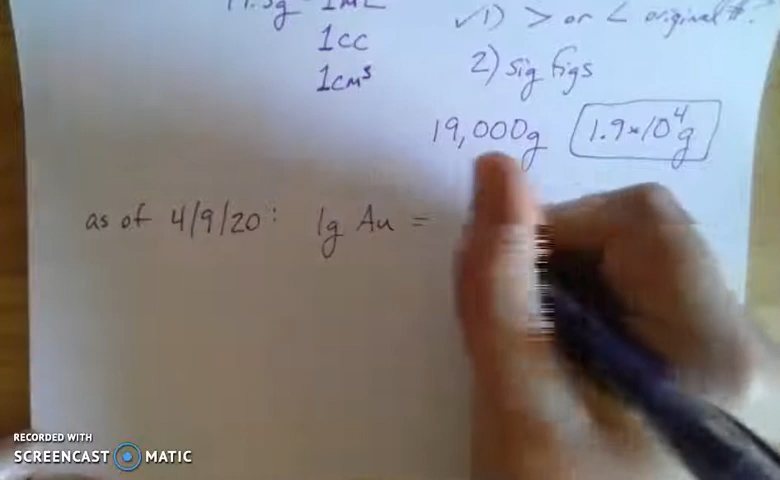 1) > or < original #.
1cc
2) sig figs
1cm³
19,000g 1.9×10⁴g
as of 4/9/20: 1g Au =
RECORDED WITH
SCREENCAST MATIC